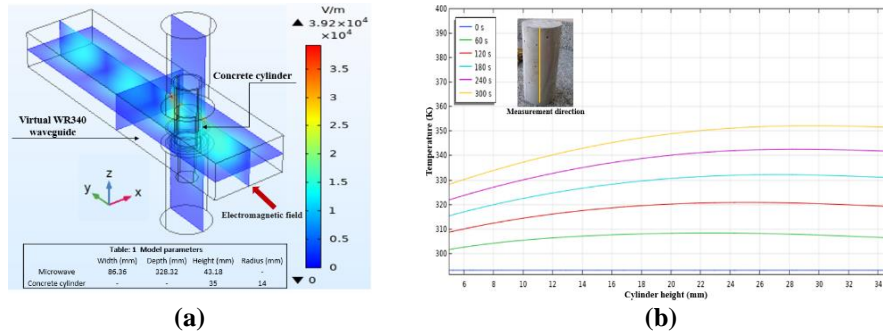 V/m
▲ 3.92×10⁴
×10⁴
3.5
3
2.5
2
1.5
1
0.5
0
▼ 0
Concrete cylinder
Virtual WR340
waveguide
z
y
x
Electromagnetic field
Table: 1 Model parameters
Width (mm) Depth (mm) Height (mm) Radius (mm)
Microwave 86.36 328.32 43.18 -
Concrete cylinder - - 35 14
(a)
400
390
380
370
360
350
340
330
320
310
300
Temperature (K)
0 s
60 s
120 s
180 s
240 s
300 s
Measurement direction
6 8 10 12 14 16 18 20 22 24 26 28 30 32 34
Cylinder height (mm)
(b)